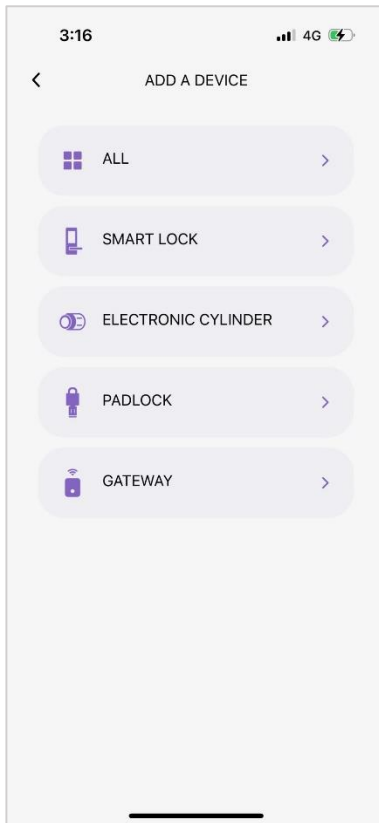 3:16
4G
ADD A DEVICE
ALL
SMART LOCK
ELECTRONIC CYLINDER
PADLOCK
GATEWAY